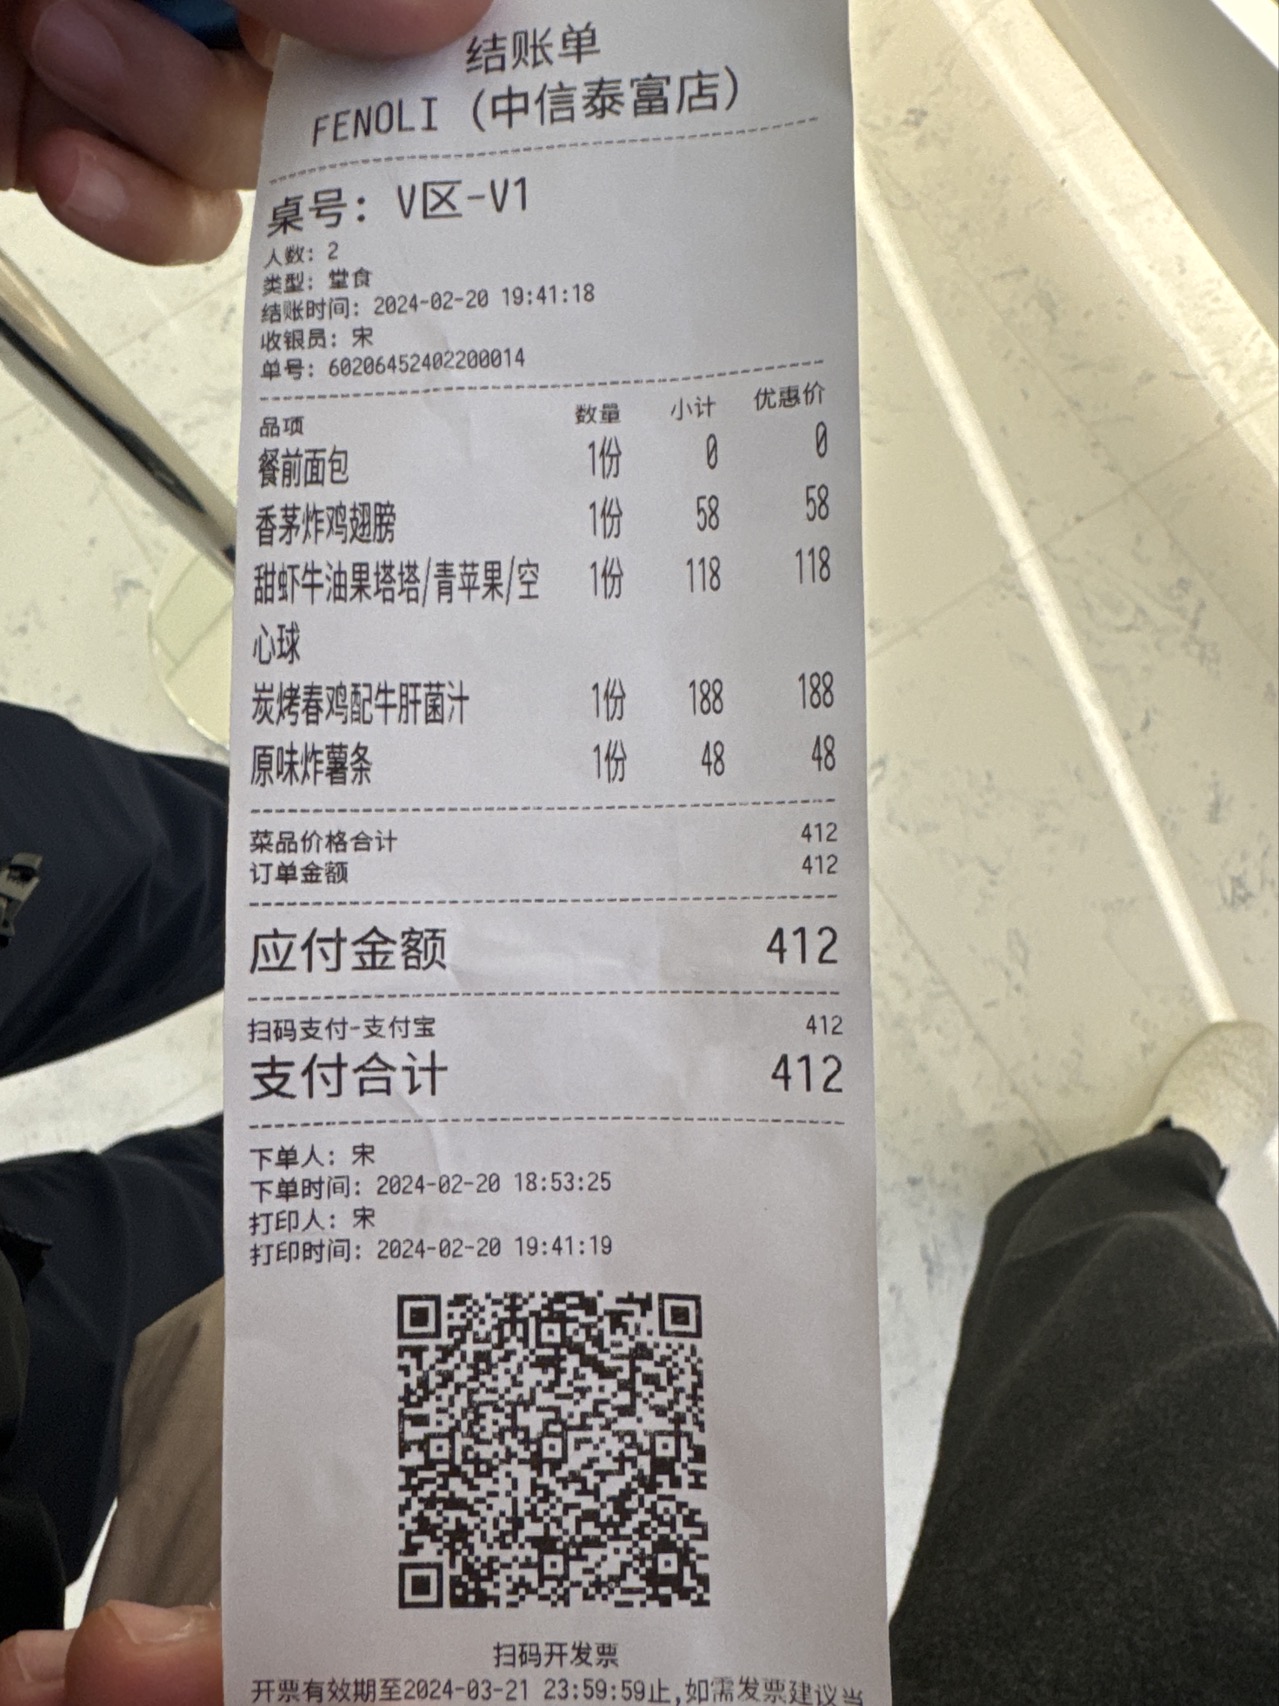 结账单
FENOLI (中信泰富店)
桌号: V区-V1
人数: 2
类型: 堂食
结账时间: 2024-02-20 19:41:18
收银员: 宋
单号: 60206452402200014
品项 数量 小计 优惠价
餐前面包 1份 0 0
香茅炸鸡翅膀 1份 58 58
甜虾牛油果塔塔/青苹果/空 1份 118 118
心球
炭烤春鸡配牛肝菌汁 1份 188 188
原味炸薯条 1份 48 48
菜品价格合计 412
订单金额 412
应付金额 412
扫码支付-支付宝 412
支付合计 412
下单人: 宋
下单时间: 2024-02-20 18:53:25
打印人: 宋
打印时间: 2024-02-20 19:41:19
扫码开发票
开票有效期至2024-03-21 23:59:59止,如需发票建议当